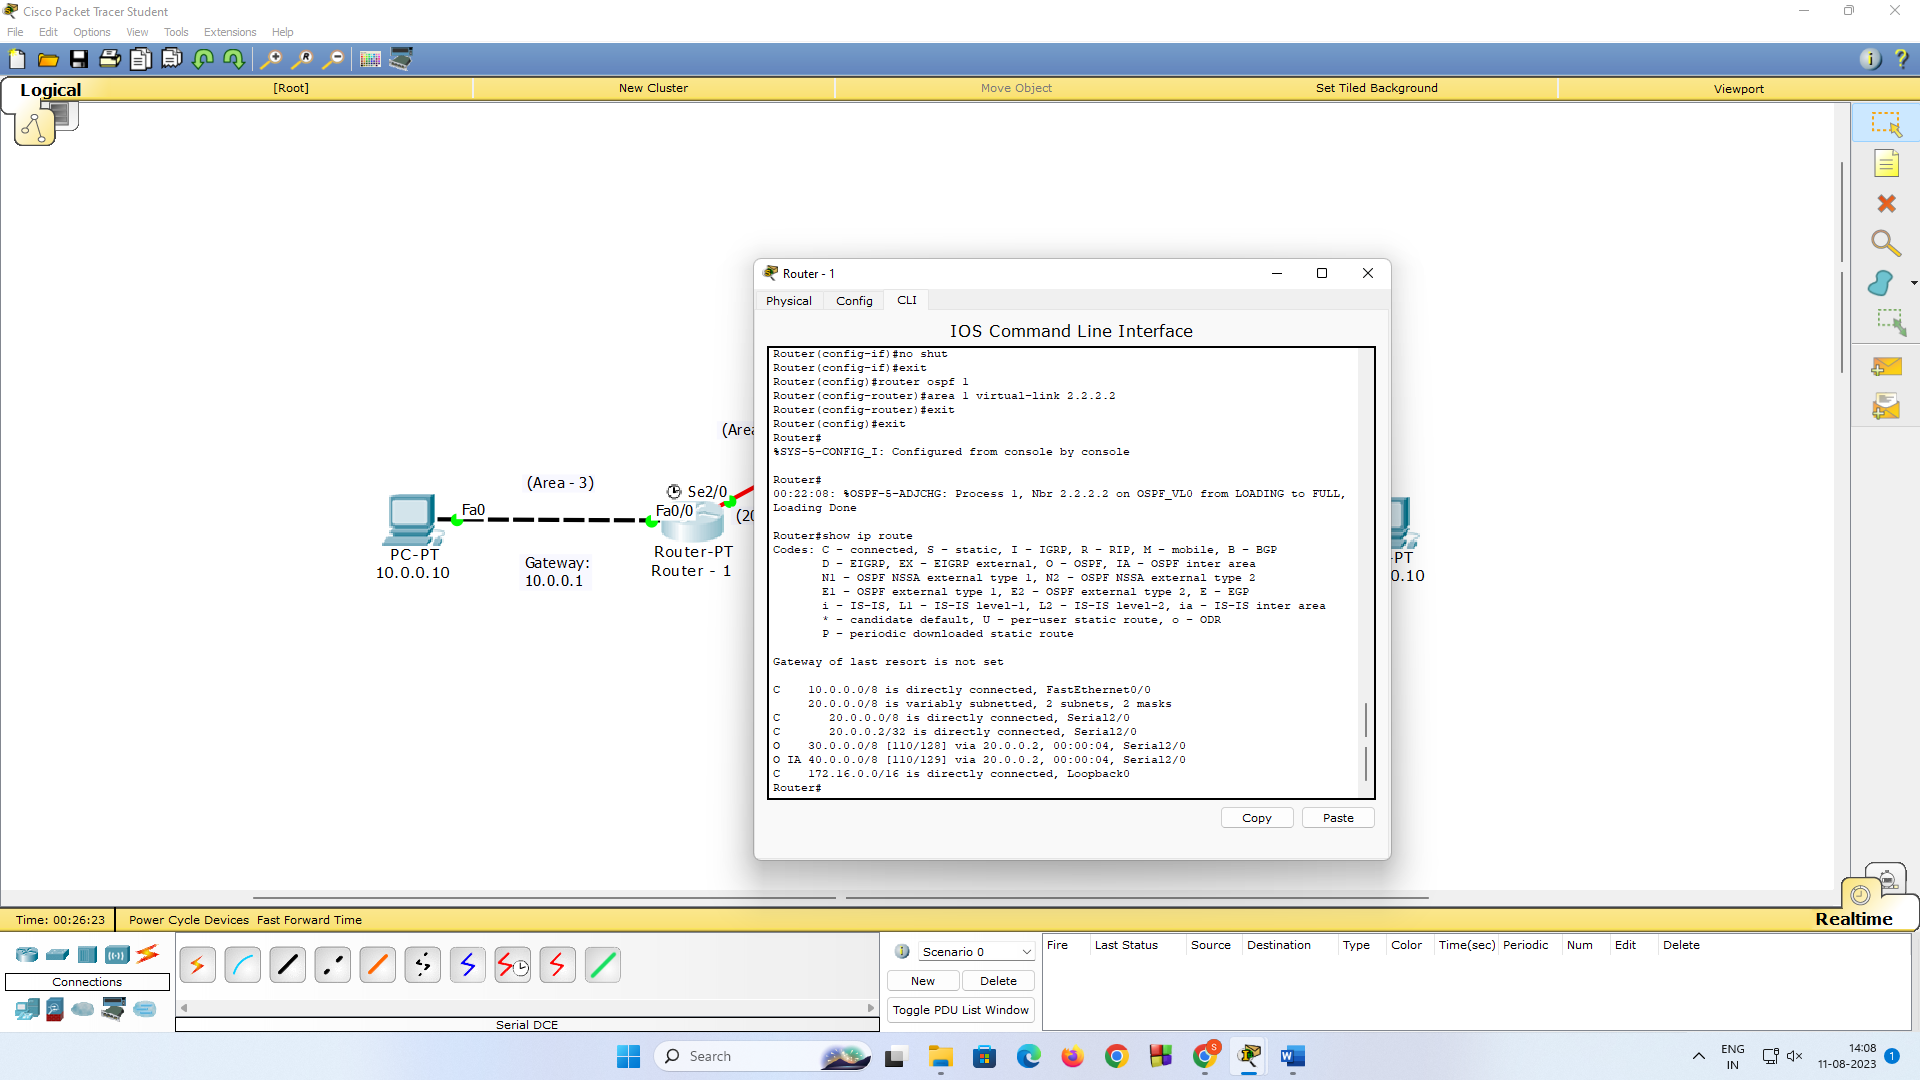 Cisco Packet Tracer Student
File Edit Options View Tools Extensions Help
Logical
[Root]
New Cluster
Move Object
Set Tiled Background
Viewport
(Area
(Area - 3)
Se2/0
Fa0
Fa0/0
(20
PC-PT
10.0.0.10
Gateway:
10.0.0.1
Router-PT
Router - 1
-PT
0.10
Router - 1
Physical Config CLI
IOS Command Line Interface
Router(config-if)#no shut
Router(config-if)#exit
Router(config)#router ospf 1
Router(config-router)#area 1 virtual-link 2.2.2.2
Router(config-router)#exit
Router(config)#exit
Router#
%SYS-5-CONFIG_I: Configured from console by console
Router#
00:22:08: %OSPF-5-ADJCHG: Process 1, Nbr 2.2.2.2 on OSPF_VL0 from LOADING to FULL,
Loading Done
Router#show ip route
Codes: C - connected, S - static, I - IGRP, R - RIP, M - mobile, B - BGP
D - EIGRP, EX - EIGRP external, O - OSPF, IA - OSPF inter area
N1 - OSPF NSSA external type 1, N2 - OSPF NSSA external type 2
E1 - OSPF external type 1, E2 - OSPF external type 2, E - EGP
i - IS-IS, L1 - IS-IS level-1, L2 - IS-IS level-2, ia - IS-IS inter area
* - candidate default, U - per-user static route, o - ODR
P - periodic downloaded static route
Gateway of last resort is not set
C 10.0.0.0/8 is directly connected, FastEthernet0/0
20.0.0.0/8 is variably subnetted, 2 subnets, 2 masks
C 20.0.0.0/8 is directly connected, Serial2/0
C 20.0.0.2/32 is directly connected, Serial2/0
O 30.0.0.0/8 [110/128] via 20.0.0.2, 00:00:04, Serial2/0
O IA 40.0.0.0/8 [110/129] via 20.0.0.2, 00:00:04, Serial2/0
C 172.16.0.0/16 is directly connected, Loopback0
Router#
Copy
Paste
Time: 00:26:23
Power Cycle Devices Fast Forward Time
Realtime
Connections
Serial DCE
Scenario 0
New
Delete
Toggle PDU List Window
Fire Last Status Source Destination Type Color Time(sec) Periodic Num Edit Delete
Search
S
ENG
IN
14:08
11-08-2023
1